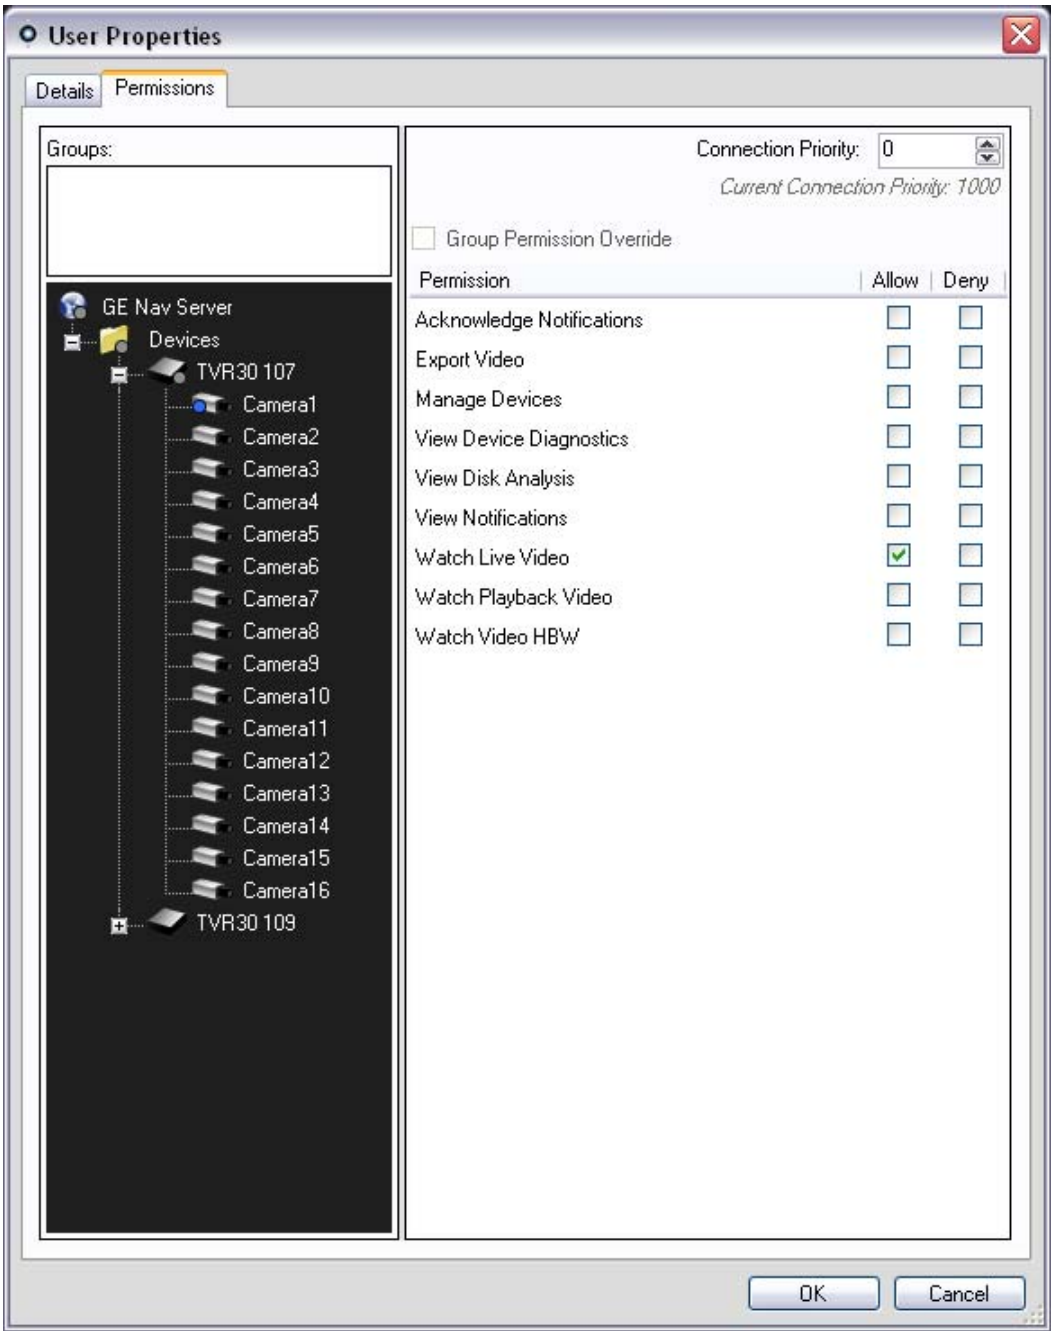 User Properties
Details Permissions
Groups:
GE Nav Server
Devices
TVR30 107
Camera1
Camera2
Camera3
Camera4
Camera5
Camera6
Camera7
Camera8
Camera9
Camera10
Camera11
Camera12
Camera13
Camera14
Camera15
Camera16
TVR30 109
Connection Priority: 0
Current Connection Priority: 1000
Group Permission Override
Permission Allow Deny
Acknowledge Notifications
Export Video
Manage Devices
View Device Diagnostics
View Disk Analysis
View Notifications
Watch Live Video
Watch Playback Video
Watch Video HBW
OK Cancel